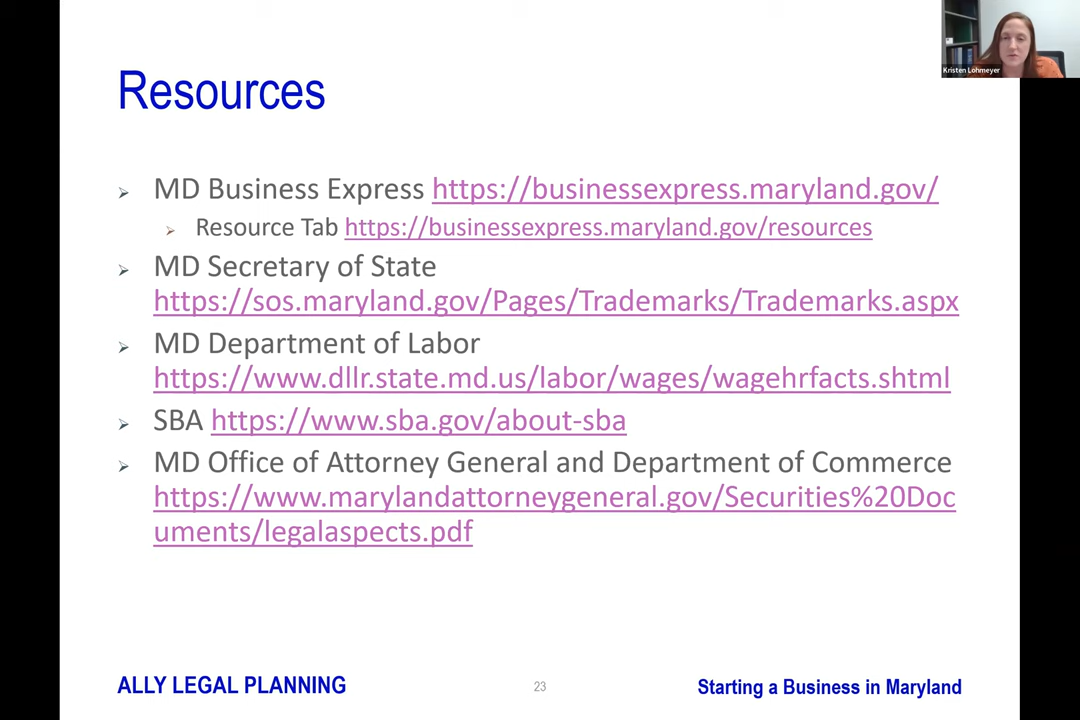 Kristen Lohmeyer
Resources
MD Business Express https://businessexpress.maryland.gov/
Resource Tab https://businessexpress.maryland.gov/resources
MD Secretary of State
https://sos.maryland.gov/Pages/Trademarks/Trademarks.aspx
MD Department of Labor
https://www.dllr.state.md.us/labor/wages/wagehrfacts.shtml
SBA https://www.sba.gov/about-sba
MD Office of Attorney General and Department of Commerce
https://www.marylandattorneygeneral.gov/Securities%20Doc
uments/legalaspects.pdf
ALLY LEGAL PLANNING
23
Starting a Business in Maryland